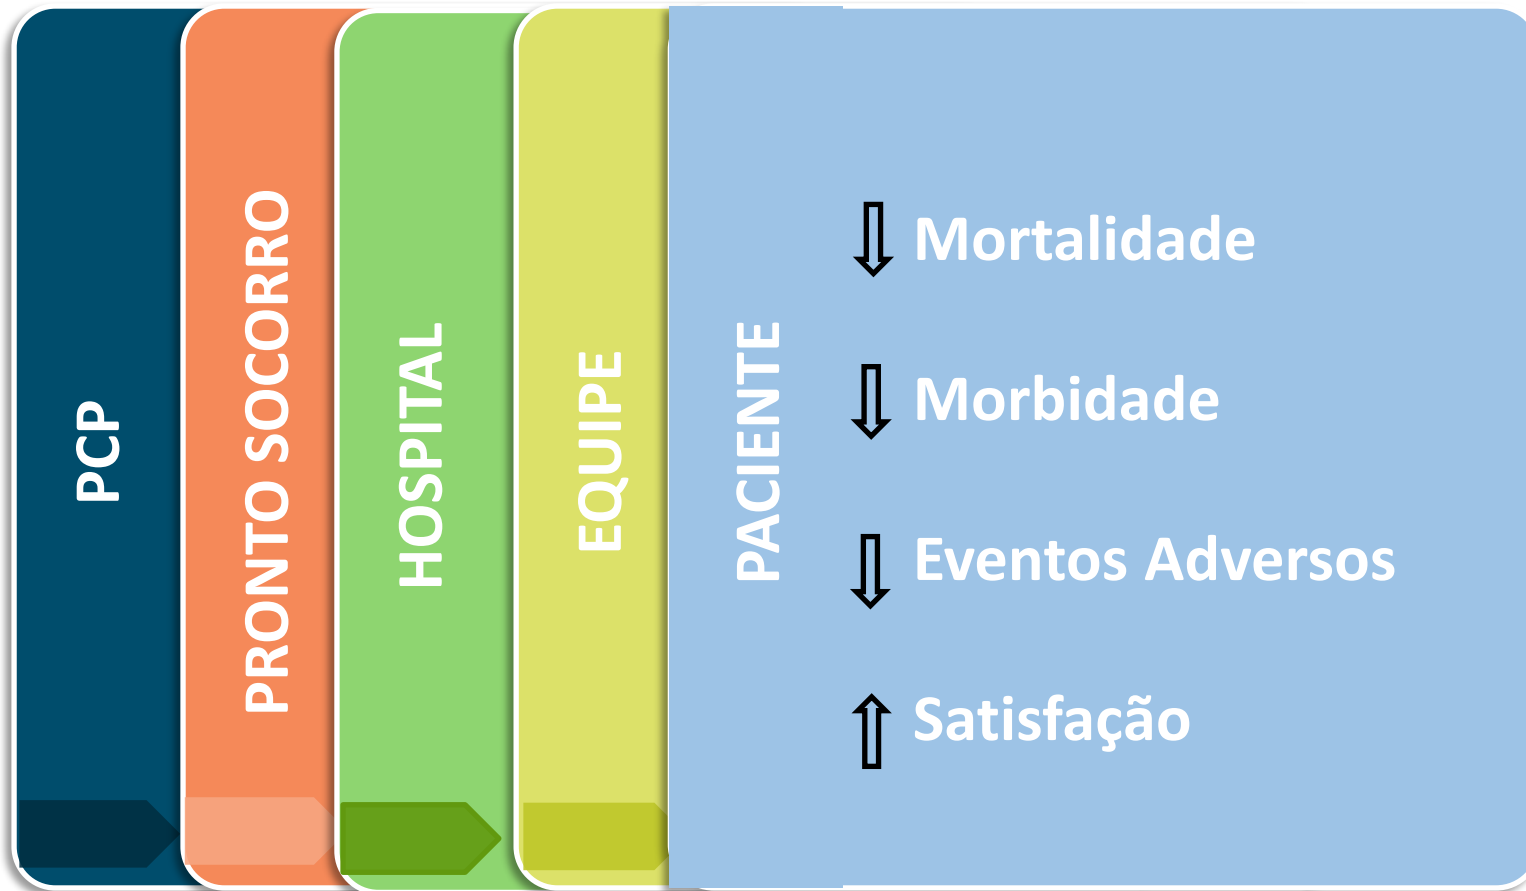 PCP
PRONTO SOCORRO
HOSPITAL
EQUIPE
PACIENTE
Mortalidade
Morbidade
Eventos Adversos
Satisfação